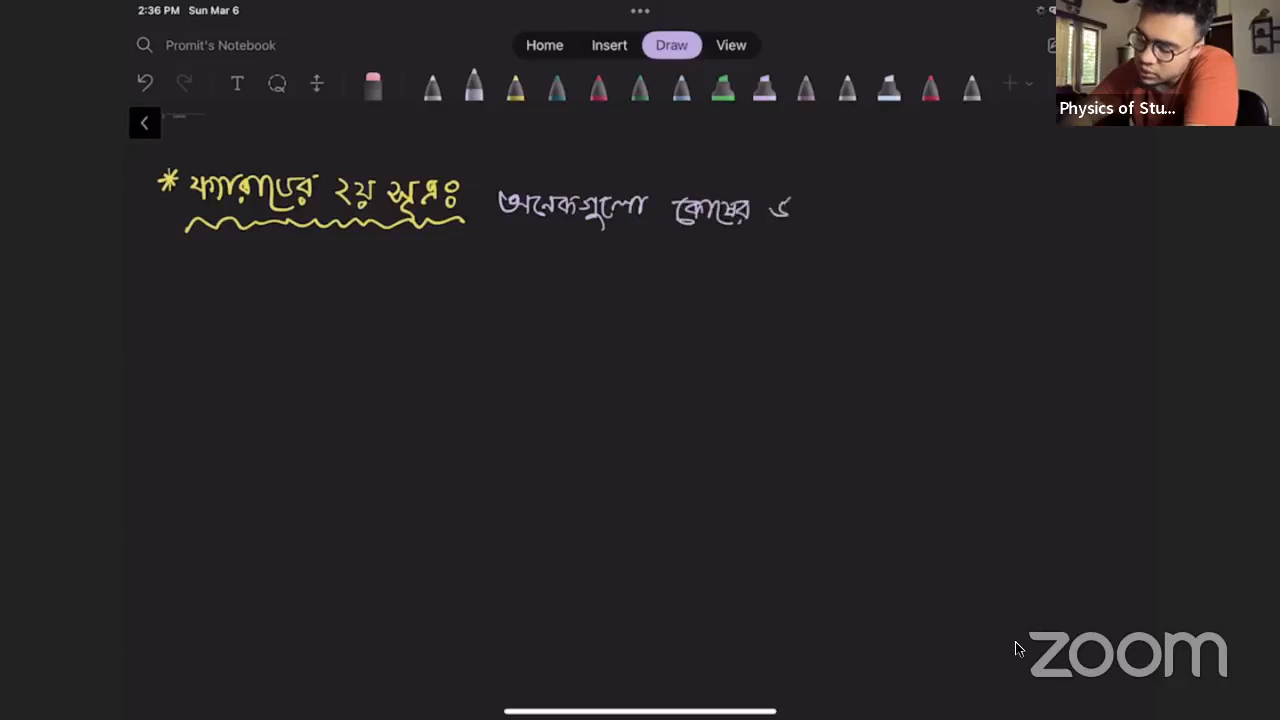 2:36 PM Sun Mar 6
Promit's Notebook
Home Insert Draw View
Physics of Stu...
* ফ্যারাডের ২য় সূত্রঃ অনেকগুলো কোষের
zoom